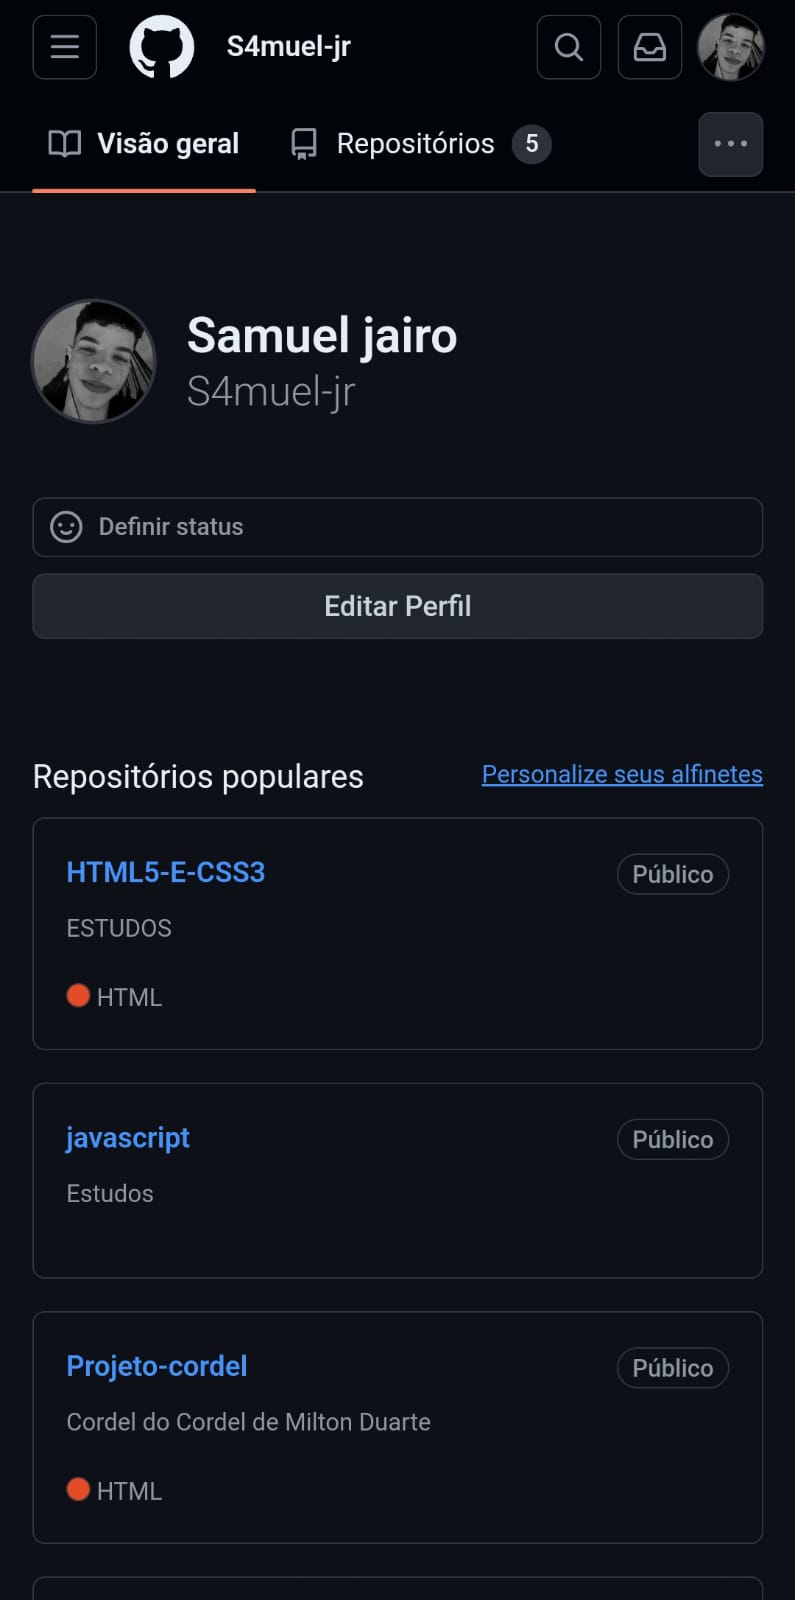 S4muel-jr
Visão geral
Repositórios 5
Samuel jairo
S4muel-jr
Definir status
Editar Perfil
Repositórios populares
Personalize seus alfinetes
HTML5-E-CSS3
Público
ESTUDOS
HTML
javascript
Público
Estudos
Projeto-cordel
Público
Cordel do Cordel de Milton Duarte
HTML